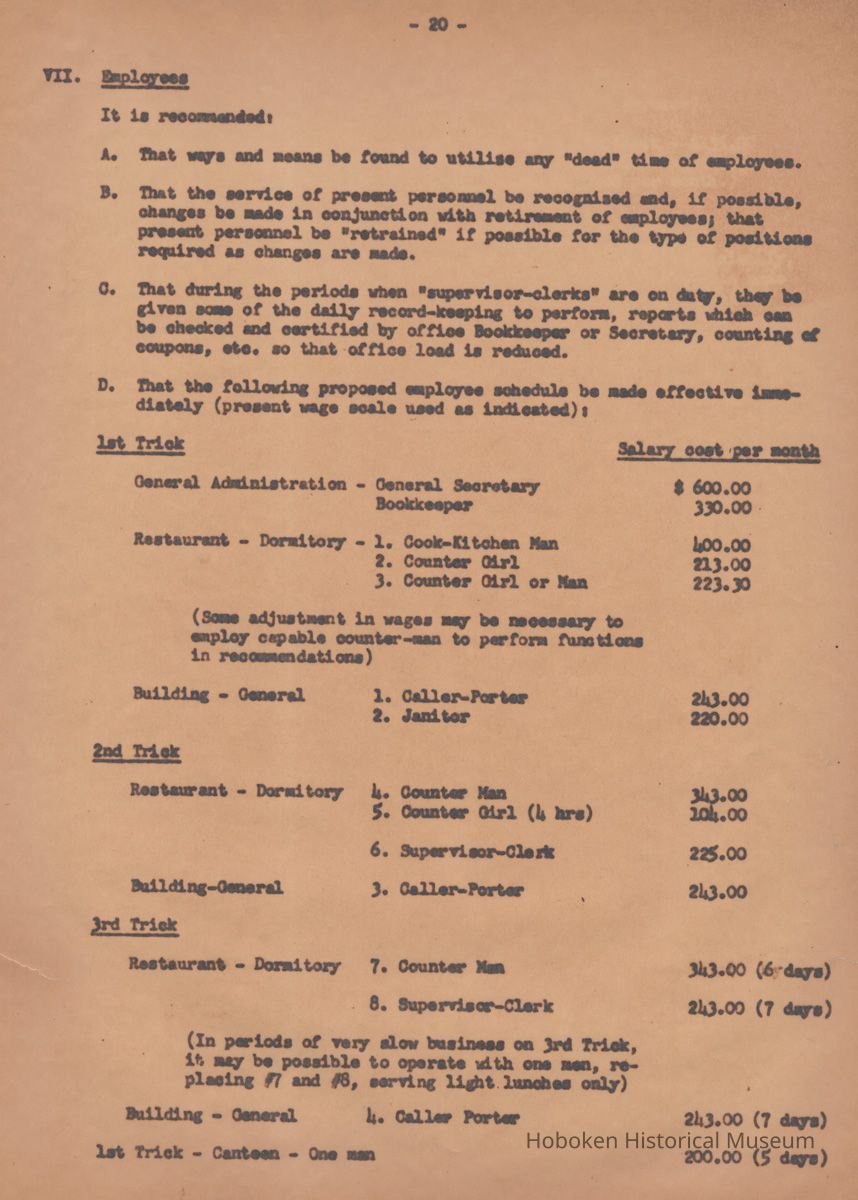 - 20 -
VII. Employees
It is recommended:
A. That ways and means be found to utilize any "dead" time of employees.
B. That the service of present personnel be recognized and, if possible,
changes be made in conjunction with retirement of employees; that
present personnel be "retrained" if possible for the type of positions
required as changes are made.
C. That during the periods when "supervisor-clerks" are on duty, they be
given some of the daily record-keeping to perform, reports which can
be checked and certified by office Bookkeeper or Secretary, counting of
coupons, etc. so that office load is reduced.
D. That the following proposed employee schedule be made effective imme-
diately (present wage scale used as indicated):
1st Trick Salary cost per month
General Administration - General Secretary $ 600.00
Bookkeeper 330.00
Restaurant - Dormitory - 1. Cook-Kitchen Man 400.00
2. Counter Girl 213.00
3. Counter Girl or Man 223.30
(Some adjustment in wages may be necessary to
employ capable counter-man to perform functions
in recommendations)
Building - General 1. Caller-Porter 243.00
2. Janitor 220.00
2nd Trick
Restaurant - Dormitory 4. Counter Man 343.00
5. Counter Girl (4 hrs) 104.00
6. Supervisor-Clerk 225.00
Building-General 3. Caller-Porter 243.00
3rd Trick
Restaurant - Dormitory 7. Counter Man 343.00 (6 days)
8. Supervisor-Clerk 243.00 (7 days)
(In periods of very slow business on 3rd Trick,
it may be possible to operate with one man, re-
placing #7 and #8, serving light lunches only)
Building - General 4. Caller Porter 243.00 (7 days)
Hoboken Historical Museum
1st Trick - Canteen - One man 200.00 (5 days)